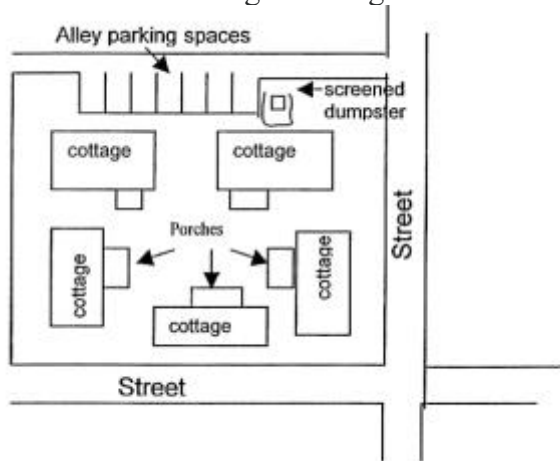 Alley parking spaces
screened
dumpster
cottage
cottage
Street
Porches
cottage
cottage
cottage
Street